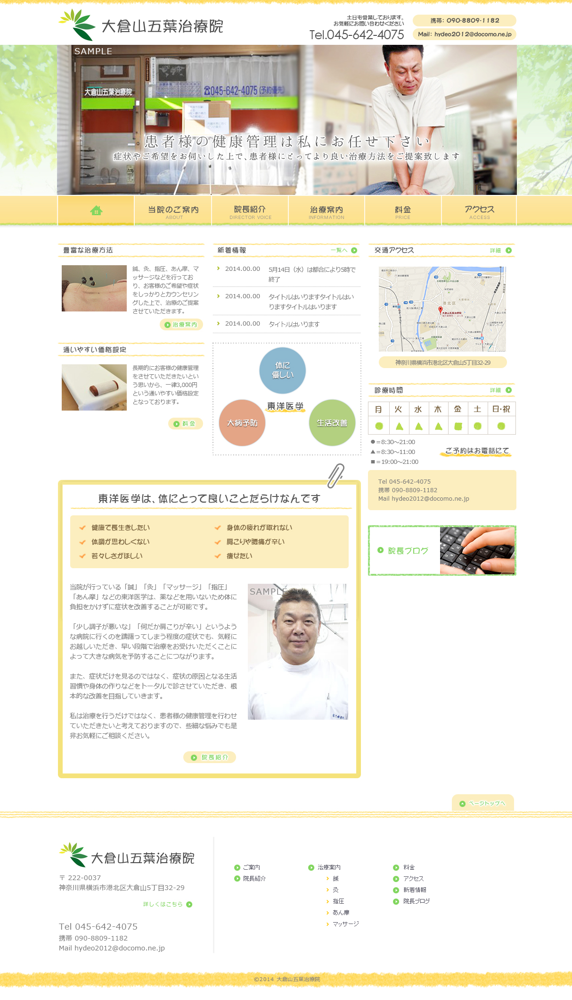 大倉山五葉治療院
土日も営業しております。
お気軽にお問い合わせください
Tel.045-642-4075
携帯: 090-8809-1182
Mail: hydeo2012@docomo.ne.jp
SAMPLE
大倉山五葉治療院
☎045-642-4075(予約優先)
患者様の健康管理は私にお任せ下さい
症状やご希望をお伺いした上で、患者様にとってより良い治療方法をご提案致します
当院のご案内
ABOUT
院長紹介
DIRECTOR VOICE
治療案内
INFORMATION
料金
PRICE
アクセス
ACCESS
豊富な治療方法
鍼、灸、指圧、あん摩、マ
ッサージなどを行ってお
り、お客様のご希望や症状
をしっかりとカウンセリン
グした上で、治療のご提案
させていただきます。
治療案内
通いやすい価格設定
長期的にお客様の健康管理
をさせていただきたいとい
う思いから、一律3,000円
という通いやすい価格設定
となっております。
料金
新着情報
一覧へ
2014.00.00 5月14日（水）は都合により5時で
終了
2014.00.00 タイトルはいりますタイトルはい
りますタイトルはいります
2014.00.00 タイトルはいります
体に
優しい
東洋医学
大病予防
生活改善
交通アクセス
詳細
港北区
大倉山五葉治療院
神奈川県横浜市港北区大倉山5丁目32-29
診療時間
詳細
月 火 水 木 金 土 日・祝
● ▲ ▲ ▲ ■ ● ●
●=8:30～21:00
▲=8:30～11:00
■=19:00～21:00
ご予約はお電話にて
Tel 045-642-4075
携帯 090-8809-1182
Mail hydeo2012@docomo.ne.jp
院長ブログ
東洋医学は、体にとって良いことだらけなんです
健康で長生きしたい
身体の疲れが取れない
体調が思わしくない
肩こりや腰痛が辛い
若々しさがほしい
痩せたい
当院が行っている「鍼」「灸」「マッサージ」「指圧」
「あん摩」などの東洋医学は、薬などを用いないため体に
負担をかけずに症状を改善することが可能です。
「少し調子が悪いな」「何だか肩こりが辛い」というよう
な病院に行くのを躊躇ってしまう程度の症状でも、気軽に
お越しいただき、早い段階で治療をお受けいただくことに
よって大きな病気を予防することにつながります。
また、症状だけを見るのではなく、症状の原因となる生活
習慣や身体の作りなどをトータルで診させていただき、根
本的な改善を目指していきます。
私は治療を行うだけではなく、患者様の健康管理を行わせ
ていただきたいと考えておりますので、些細な悩みでも是
非お気軽にご相談ください。
SAMPLE
院長紹介
ページトップへ
大倉山五葉治療院
〒 222-0037
神奈川県横浜市港北区大倉山5丁目32-29
詳しくはこちら
Tel 045-642-4075
携帯 090-8809-1182
Mail hydeo2012@docomo.ne.jp
ご案内
院長紹介
治療案内
鍼
灸
指圧
あん摩
マッサージ
料金
アクセス
新着情報
院長ブログ
©2014 大倉山五葉治療院